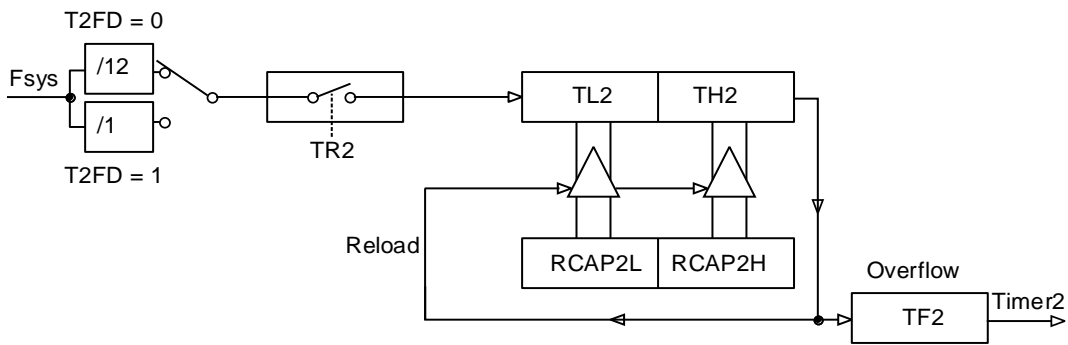 T2FD = 0
Fsys
/12
/1
T2FD = 1
TR2
TL2
TH2
Reload
RCAP2L
RCAP2H
Overflow
TF2
Timer2